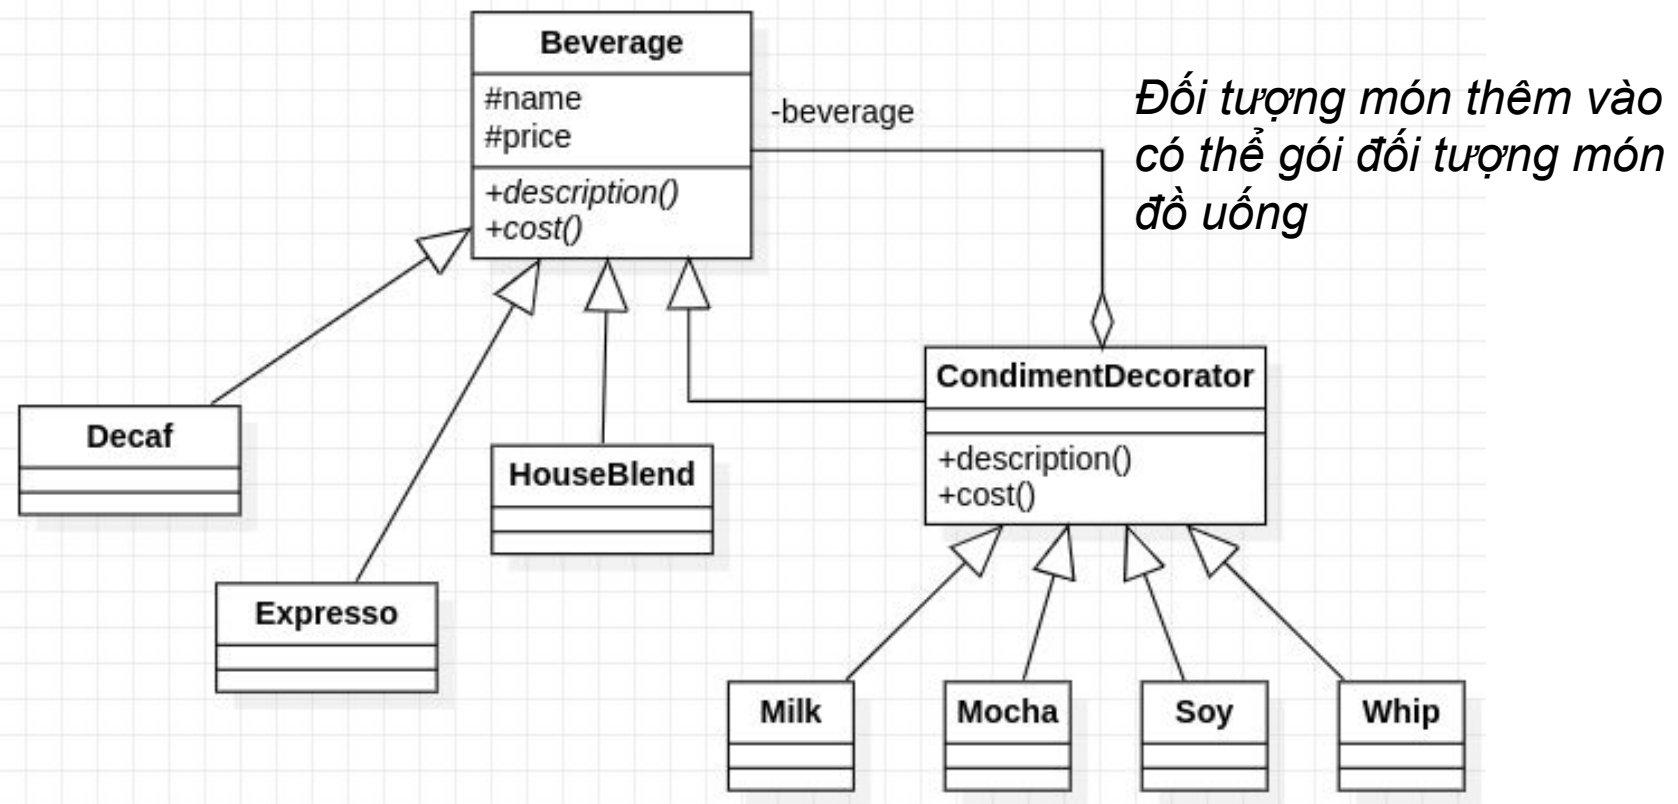 Beverage
#name
#price
+description()
+cost()
-beverage
Đối tượng món thêm vào
có thể gói đối tượng món
đồ uống
CondimentDecorator
+description()
+cost()
Decaf
HouseBlend
Expresso
Milk
Mocha
Soy
Whip